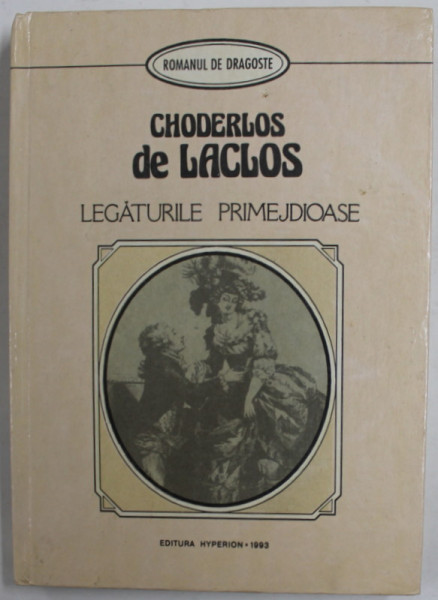 ROMANUL DE DRAGOSTE
CHODERLOS
de LACLOS
LEGĂTURILE PRIMEJDIOASE
EDITURA HYPERION • 1993